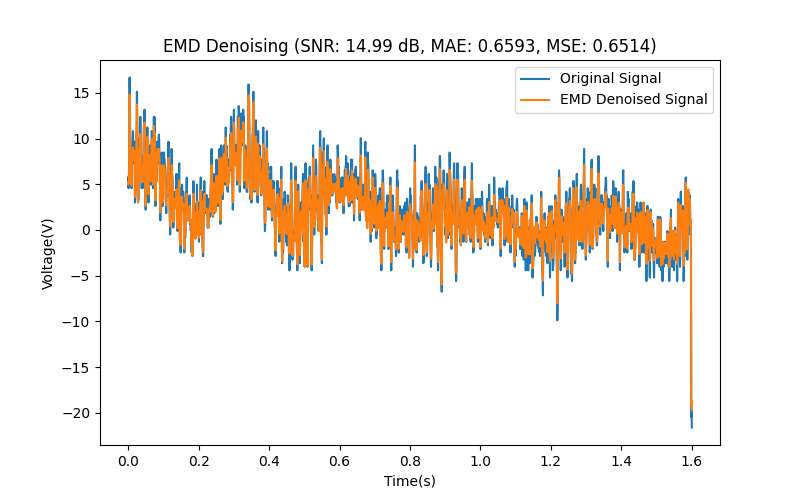 EMD Denoising (SNR: 14.99 dB, MAE: 0.6593, MSE: 0.6514)
Original Signal
EMD Denoised Signal
Voltage(V)
15
10
5
0
−5
−10
−15
−20
0.0 0.2 0.4 0.6 0.8 1.0 1.2 1.4 1.6
Time(s)